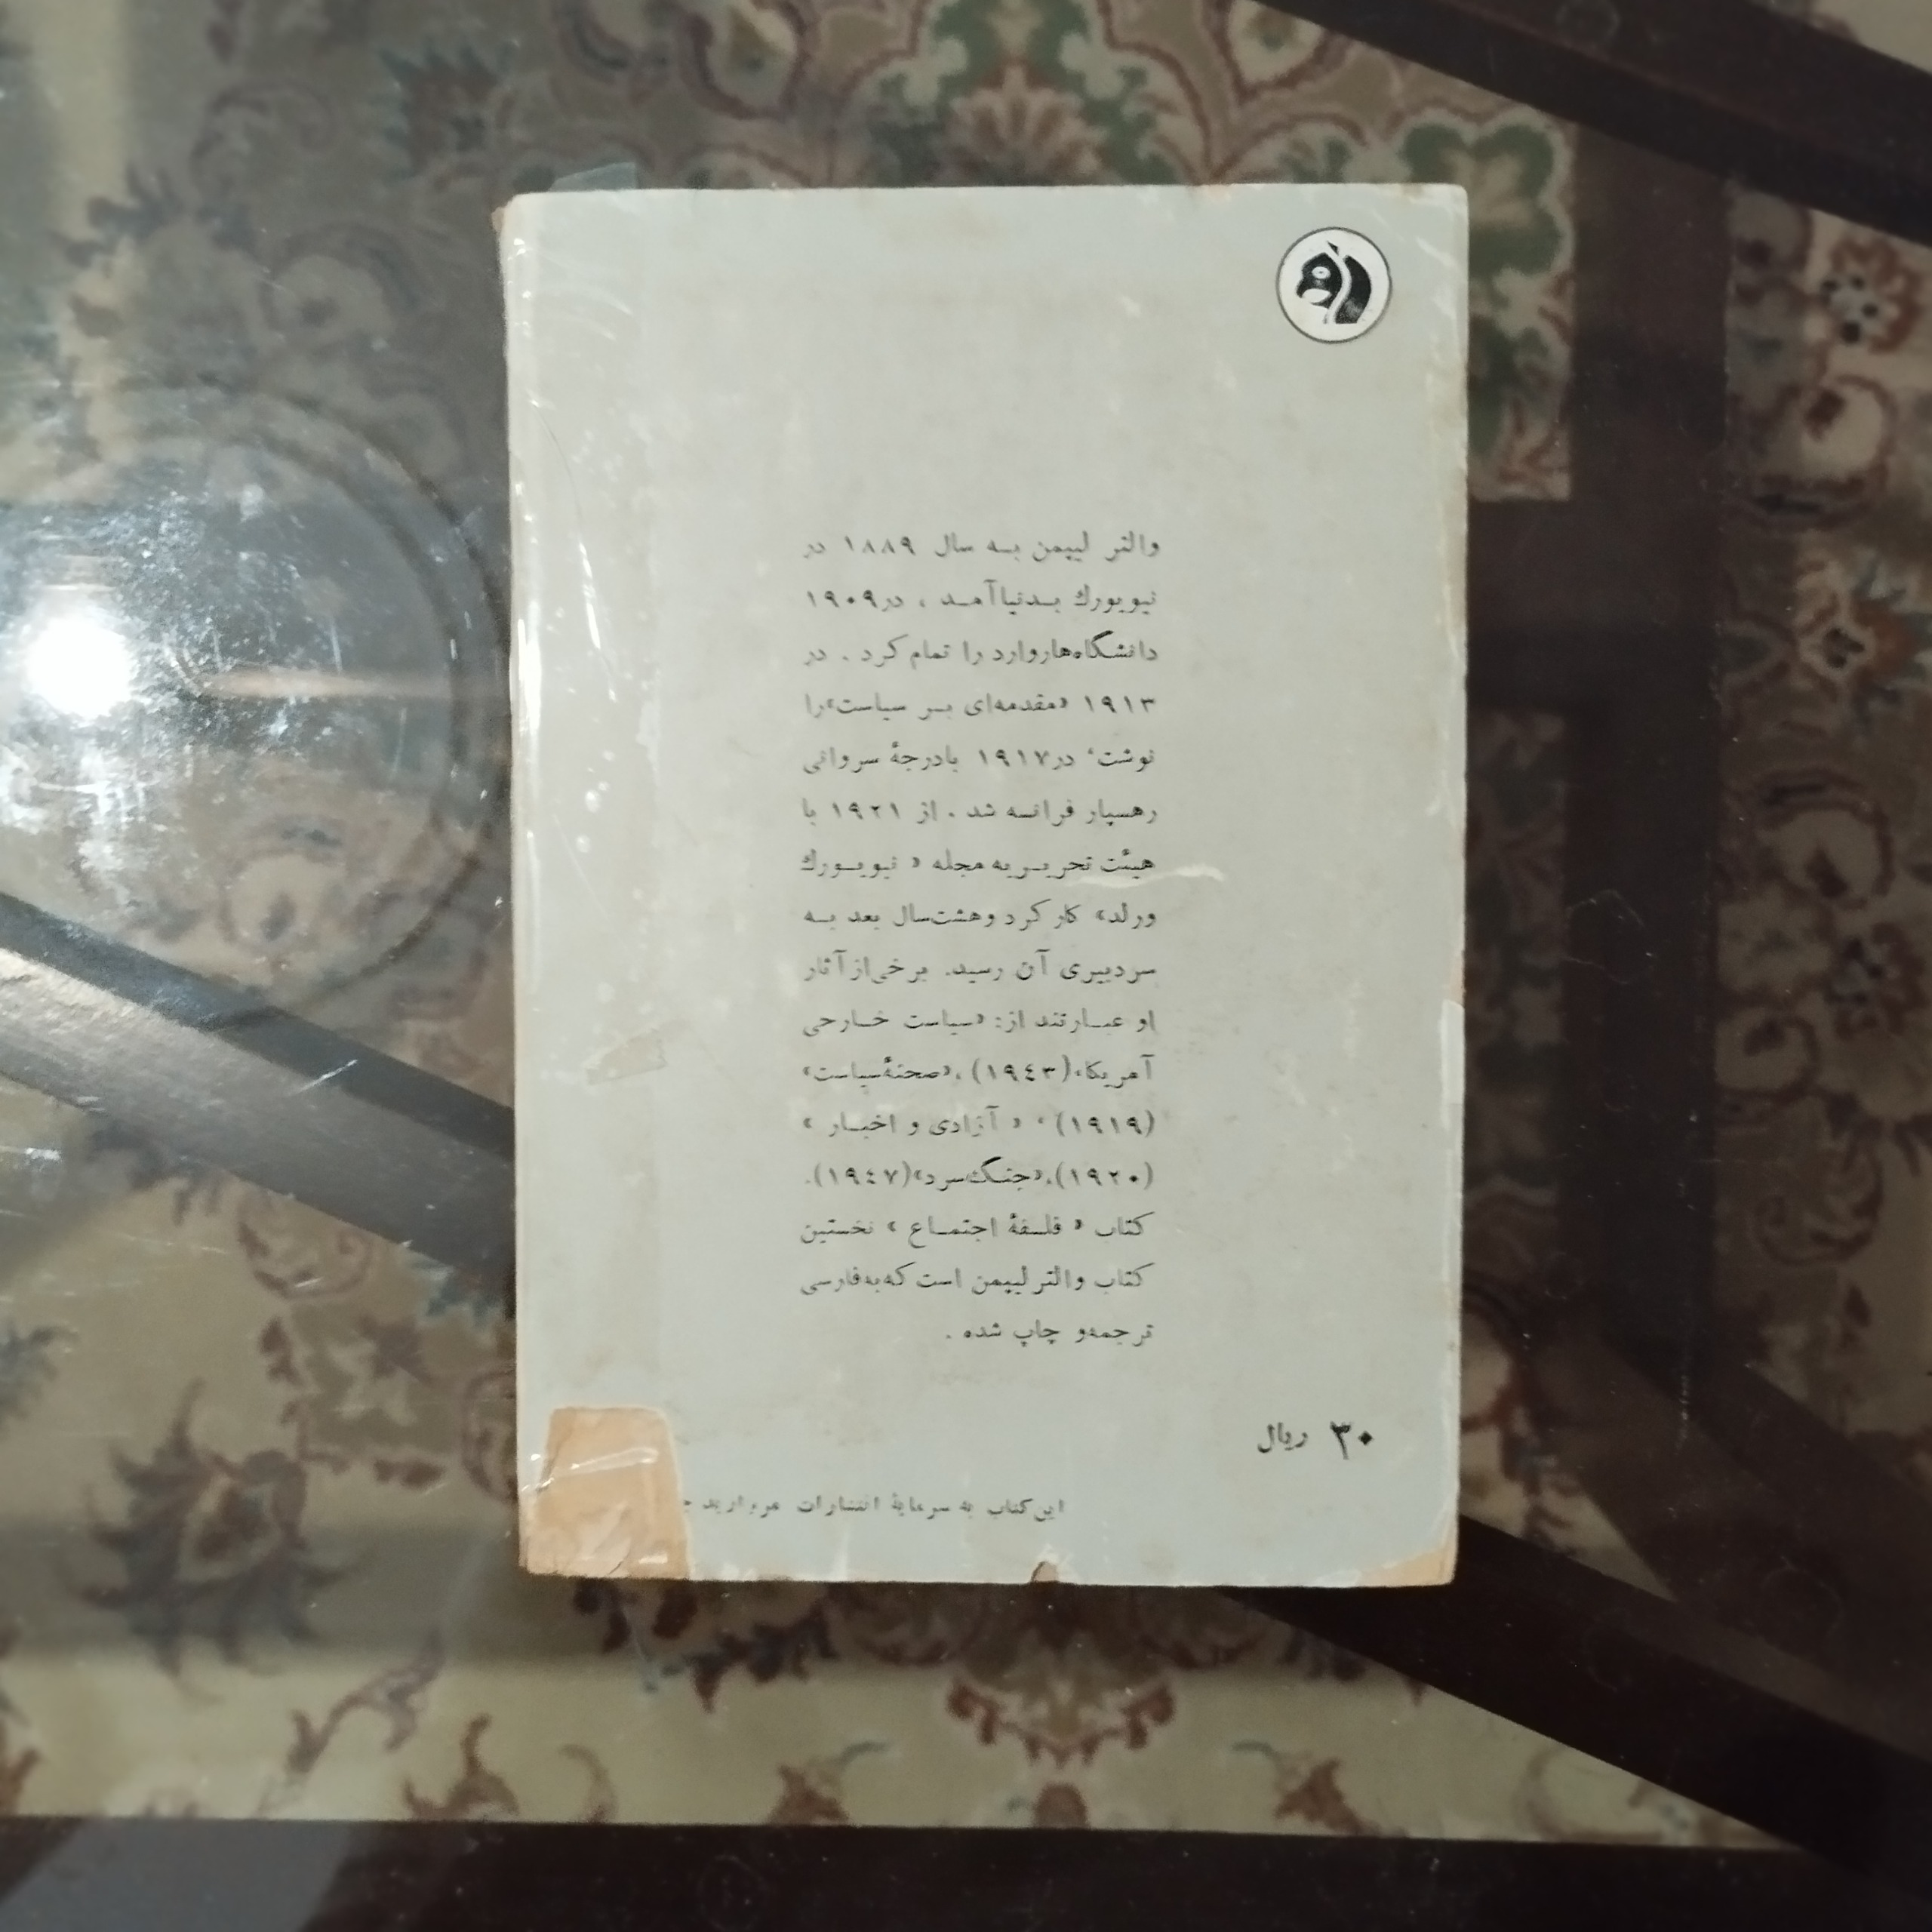 والتر لیپمن به سال ۱۸۸۹ در
نیویورك بدنیا آمد ، در ۱۹۰۹
دانشگاه هاروارد را تمام کرد . در
۱۹۱۳ «مقدمه‌ای بر سیاست» را
نوشت، در ۱۹۱۷ با درجهٔ سروانی
رهسپار فرانسه شد . از ۱۹۲۱ با
هیئت تحریریه مجله « نیویورك
ورلد» کار کرد و هشت‌سال بعد به
سردبیری آن رسید. برخی از آثار
او عبارتند از: «سیاست خارجی
آمریکا» (۱۹٤۳) ، «صحنهٔ سیاست»
(۱۹۱۹) ، « آزادی و اخبار »
(۱۹۲۰)، «جنگ سرد» (۱۹٤۷).
کتاب « فلسفهٔ اجتماع » نخستین
کتاب والتر لیپمن است که به فارسی
ترجمه و چاپ شده .
۳۰ ریال
این کتاب به سرمایهٔ انتشارات مروارید